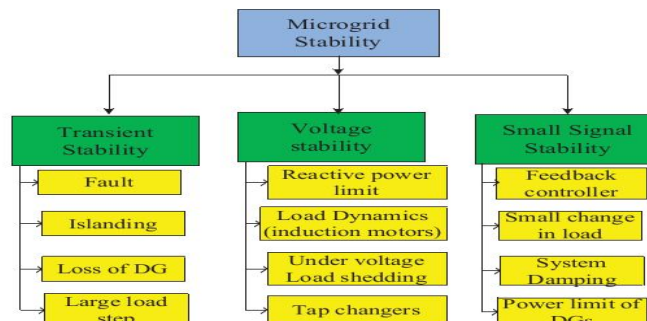 Microgrid
Stability
Transient
Stability
Fault
Islanding
Loss of DG
Large load
step
Voltage
stability
Reactive power
limit
Load Dynamics
(induction motors)
Under voltage
Load shedding
Tap changers
Small Signal
Stability
Feedback
controller
Small change
in load
System
Damping
Power limit of
DGs